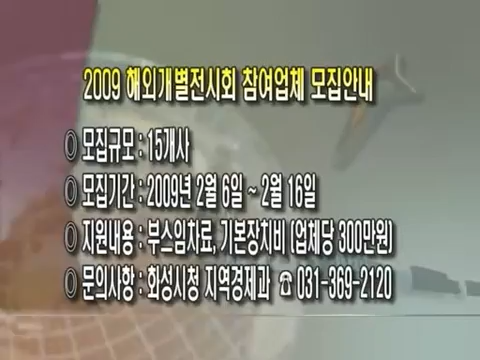 2009 해외개별전시회 참여업체 모집안내
◎ 모집규모 : 15개사
◎ 모집기간 : 2009년 2월 6일 ~ 2월 16일
◎ 지원내용 : 부스임차료, 기본장치비 (업체당 300만원)
◎ 문의사항 : 화성시청 지역경제과 ☎ 031-369-2120